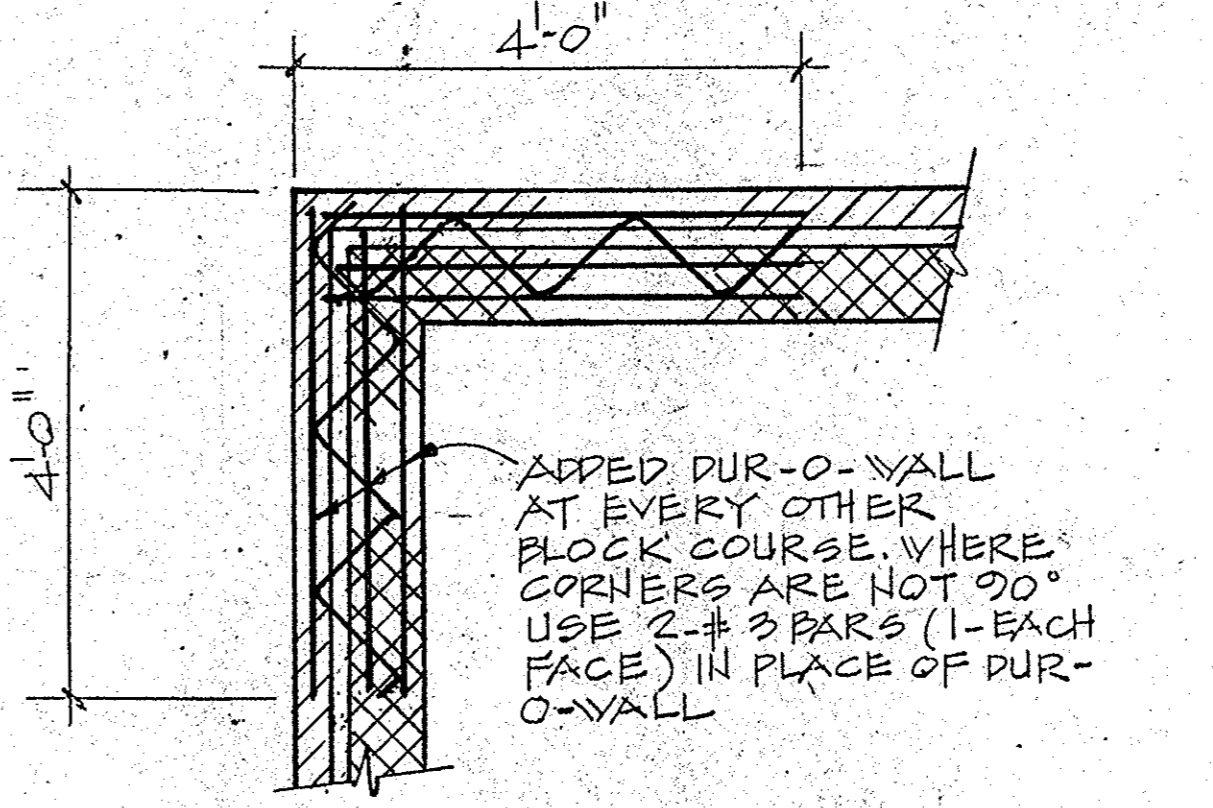 4'-0"
4'-0"
ADDED DUR-O-WALL
AT EVERY OTHER
BLOCK COURSE. WHERE
CORNERS ARE NOT 90°
USE 2-#3 BARS (1-EACH
FACE) IN PLACE OF DUR-
O-WALL